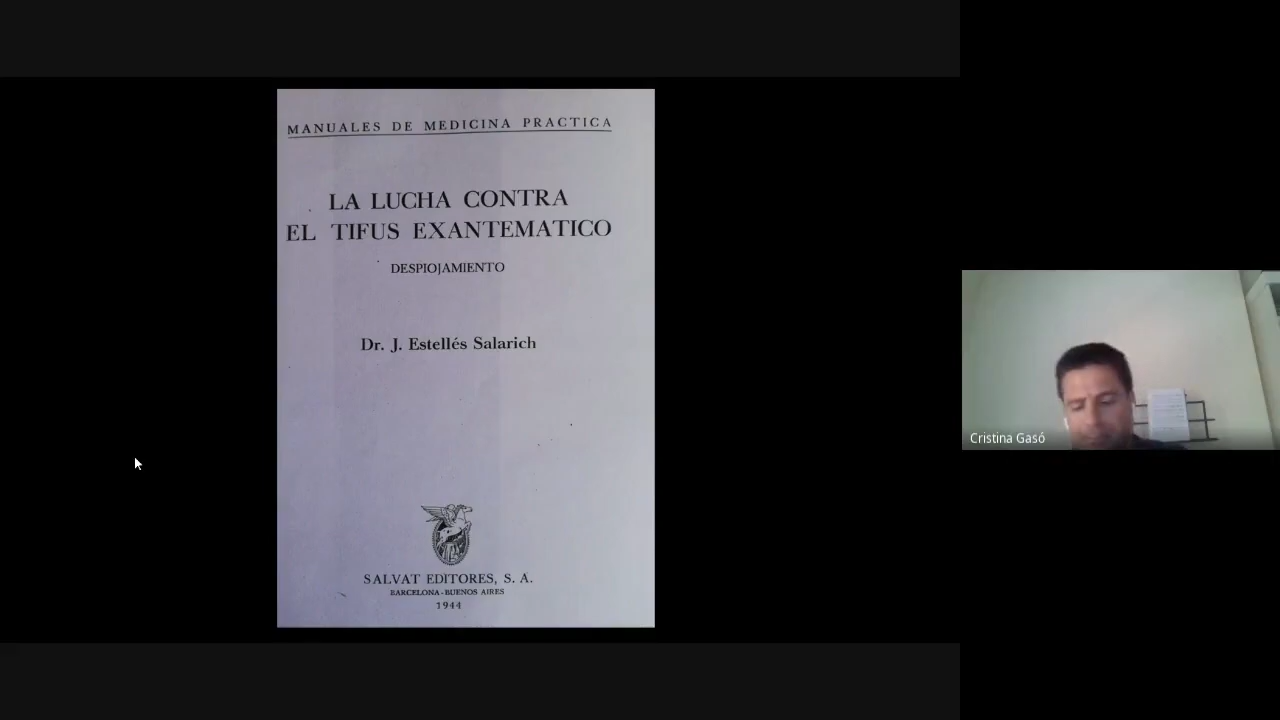 MANUALES DE MEDICINA PRACTICA
LA LUCHA CONTRA
EL TIFUS EXANTEMATICO
DESPIOJAMIENTO
Dr. J. Estellés Salarich
SALVAT EDITORES, S. A.
BARCELONA - BUENOS AIRES
1944
Cristina Gasó